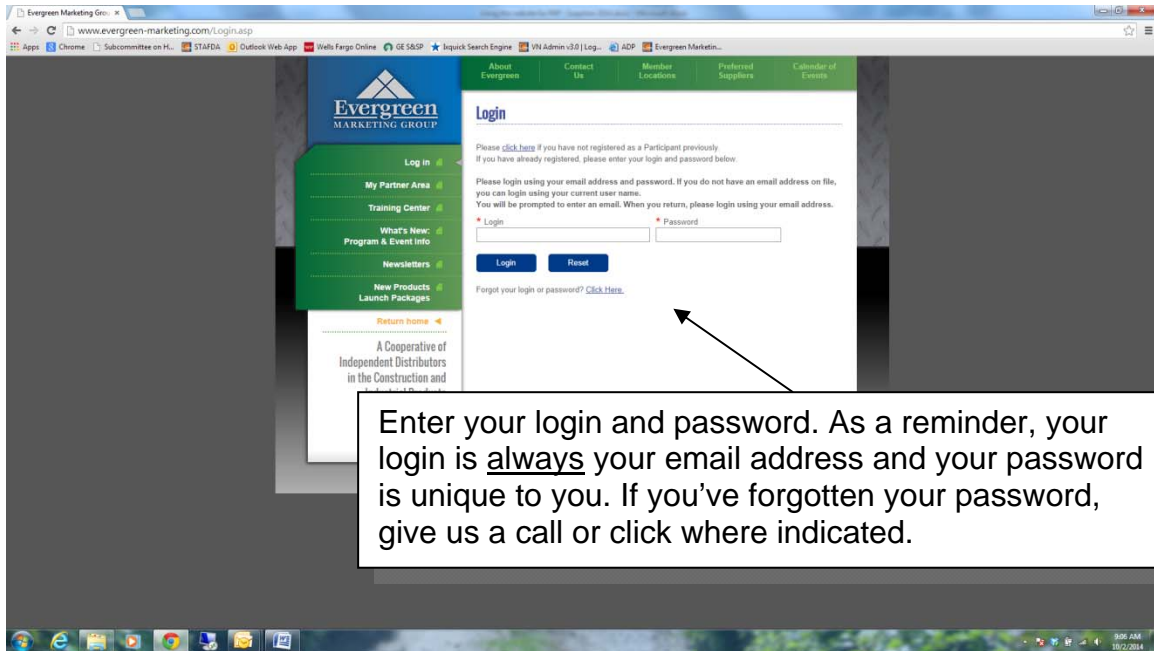 Evergreen Marketing Gro. ×
www.evergreen-marketing.com/Login.asp
Apps Chrome Subcommittee on H... STAFDA Outlook Web App Wells Fargo Online GE S&SP Ixquick Search Engine VN Admin v3.0 | Log... ADP Evergreen Marketin...
About Evergreen
Contact Us
Member Locations
Preferred Suppliers
Calendar of Events
Evergreen
MARKETING GROUP
Log in
My Partner Area
Training Center
What's New:
Program & Event Info
Newsletters
New Products
Launch Packages
Return home
A Cooperative of
Independent Distributors
in the Construction and
Login
Please click here if you have not registered as a Participant previously.
If you have already registered, please enter your login and password below.
Please login using your email address and password. If you do not have an email address on file,
you can login using your current user name.
You will be prompted to enter an email. When you return, please login using your email address.
* Login * Password
Login Reset
Forgot your login or password? Click Here.
Enter your login and password. As a reminder, your
login is always your email address and your password
is unique to you. If you’ve forgotten your password,
give us a call or click where indicated.
9:05 AM
10/2/2014